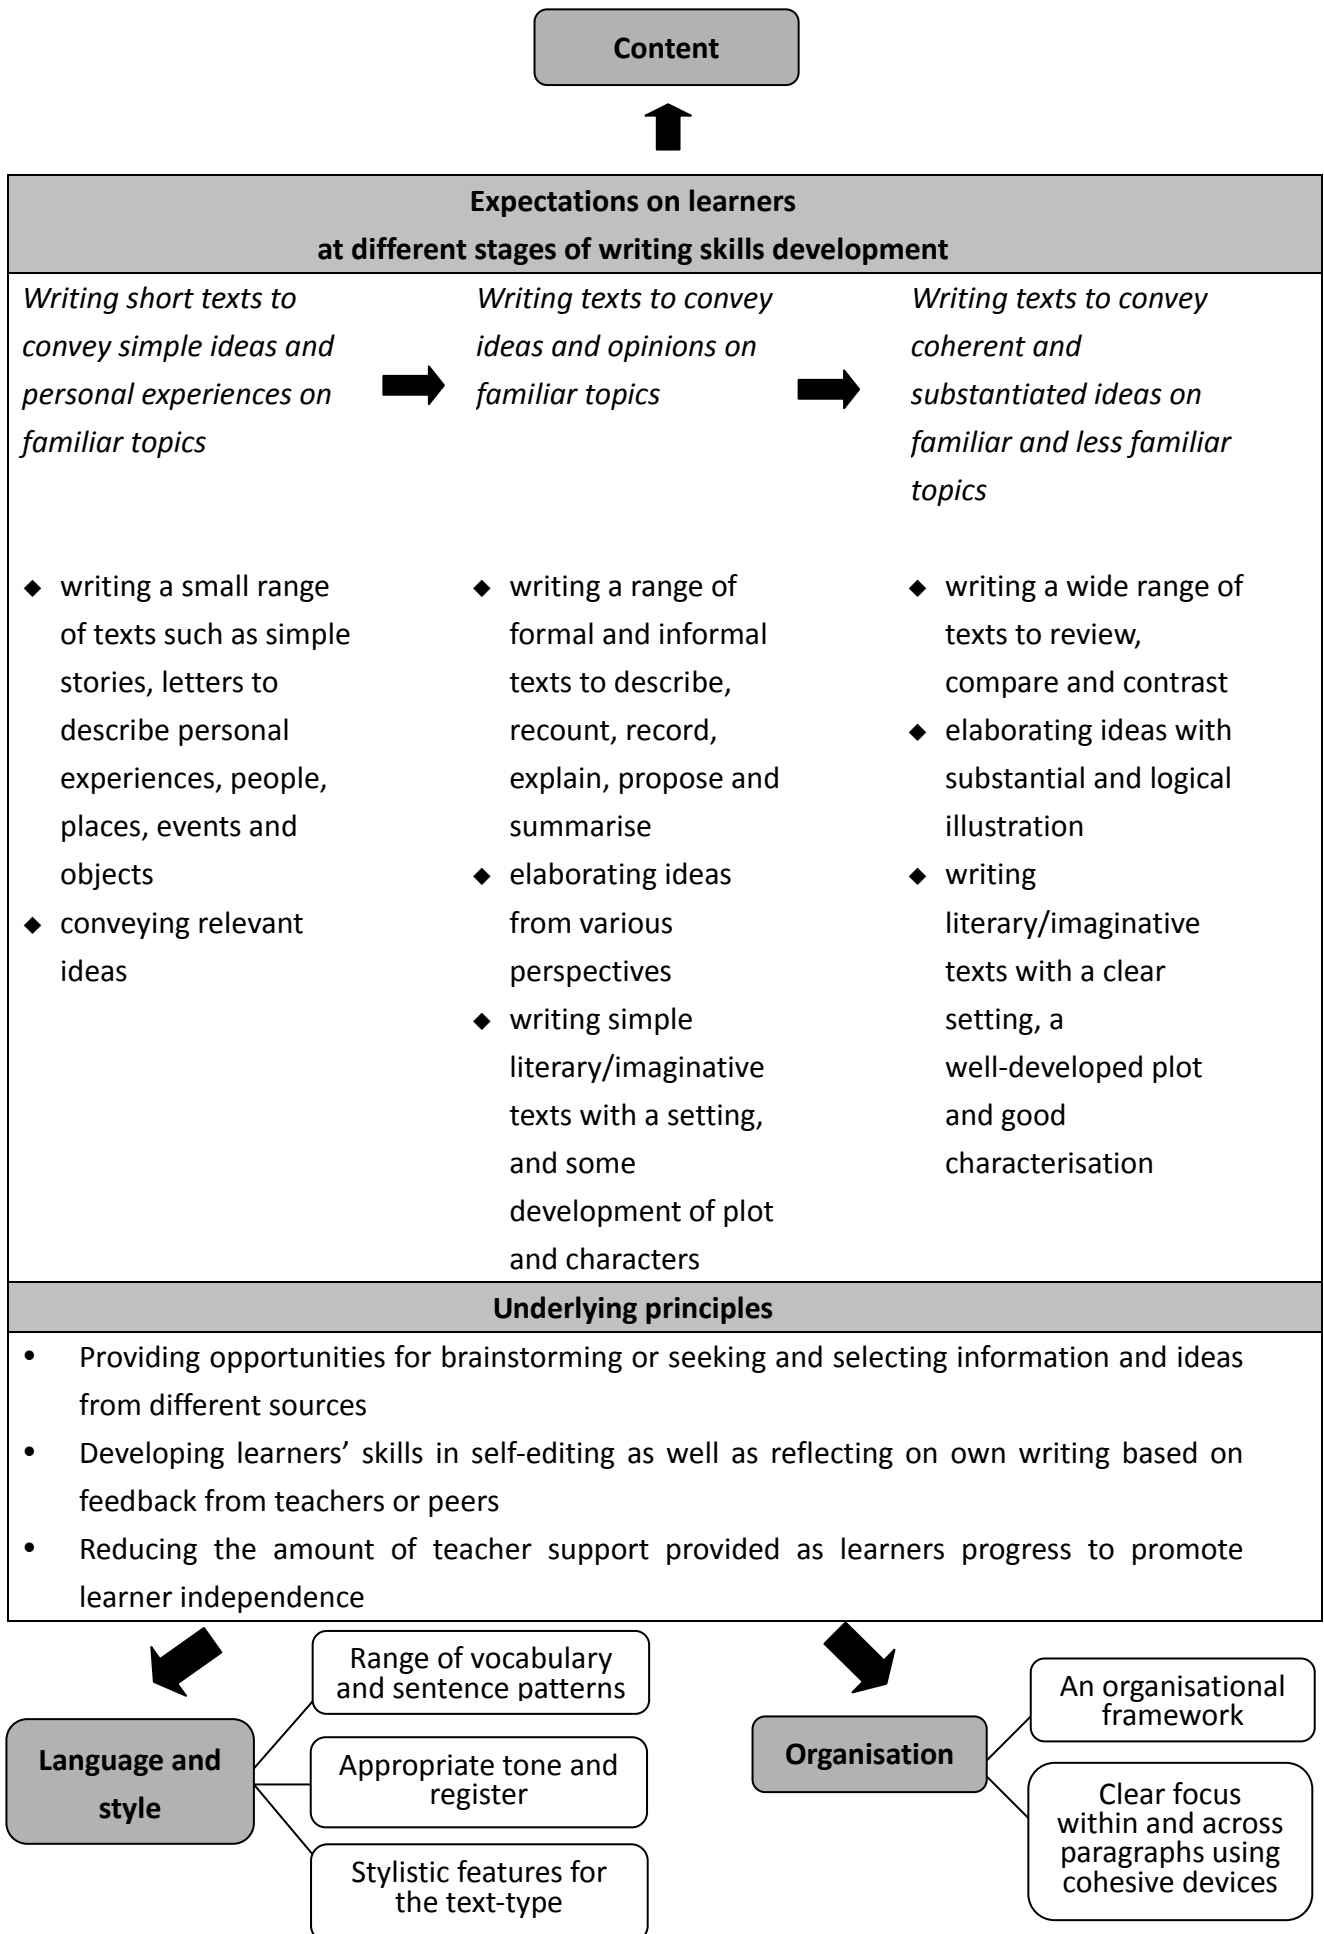 Content
Expectations on learners
at different stages of writing skills development
Writing short texts to
convey simple ideas and
personal experiences on
familiar topics
Writing texts to convey
ideas and opinions on
familiar topics
Writing texts to convey
coherent and
substantiated ideas on
familiar and less familiar
topics
◆ writing a small range
of texts such as simple
stories, letters to
describe personal
experiences, people,
places, events and
objects
◆ conveying relevant
ideas
◆ writing a range of
formal and informal
texts to describe,
recount, record,
explain, propose and
summarise
◆ elaborating ideas
from various
perspectives
◆ writing simple
literary/imaginative
texts with a setting,
and some
development of plot
and characters
◆ writing a wide range of
texts to review,
compare and contrast
◆ elaborating ideas with
substantial and logical
illustration
◆ writing
literary/imaginative
texts with a clear
setting, a
well-developed plot
and good
characterisation
Underlying principles
• Providing opportunities for brainstorming or seeking and selecting information and ideas
from different sources
• Developing learners’ skills in self-editing as well as reflecting on own writing based on
feedback from teachers or peers
• Reducing the amount of teacher support provided as learners progress to promote
learner independence
Language and
style
Range of vocabulary
and sentence patterns
Appropriate tone and
register
Stylistic features for
the text-type
Organisation
An organisational
framework
Clear focus
within and across
paragraphs using
cohesive devices